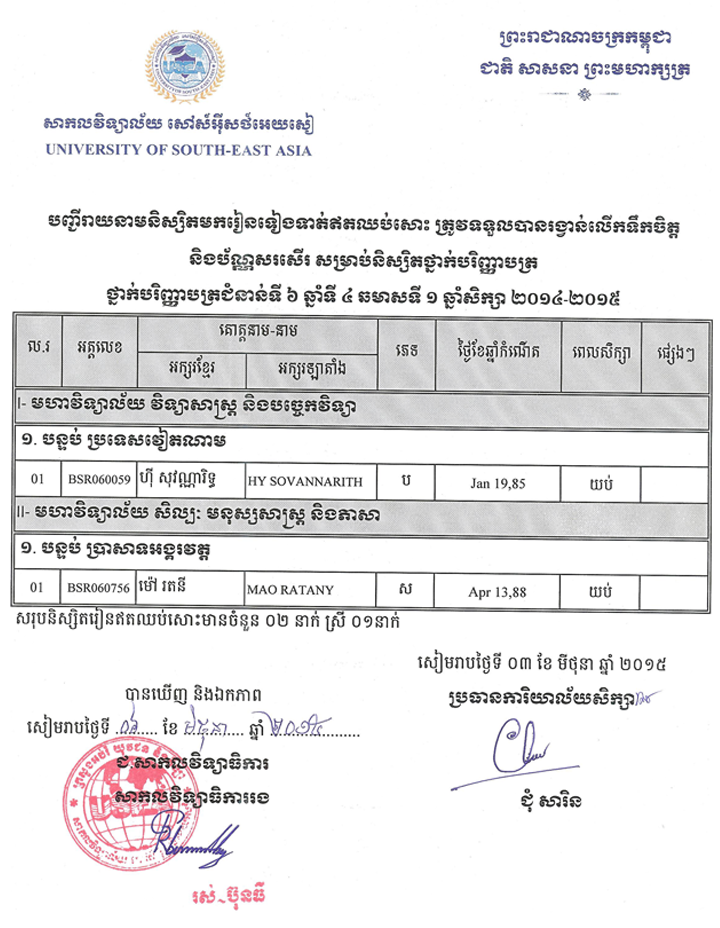 ព្រះរាជាណាចក្រកម្ពុជា
ជាតិ សាសនា ព្រះមហាក្សត្រ
សាកលវិទ្យាល័យ សៅស៍អ៊ីសថ៍អេយសៀ
UNIVERSITY OF SOUTH-EAST ASIA
បញ្ជីរាយនាមនិស្សិតមករៀនទៀងទាត់ឥតឈប់សោះ ត្រូវទទួលបានរង្វាន់លើកទឹកចិត្ត
និងប័ណ្ណសរសើរ សម្រាប់និស្សិតថ្នាក់បរិញ្ញាបត្រ
ថ្នាក់បរិញ្ញាបត្រជំនាន់ទី ៦ ឆ្នាំទី ៤ ឆមាសទី ១ ឆ្នាំសិក្សា ២០១៤-២០១៥
ល.រ អត្តលេខ គោត្តនាម-នាម ភេទ ថ្ងៃខែឆ្នាំកំណើត ពេលសិក្សា ផ្សេងៗ
អក្សរខ្មែរ អក្សរឡាតាំង
I- មហាវិទ្យាល័យ វិទ្យាសាស្ត្រ និងបច្ចេកវិទ្យា
១. បន្ទប់ ប្រទេសវៀតណាម
01 BSR060059 ហ៊ី សុវណ្ណារិទ្ធ HY SOVANNARITH ប Jan 19,85 យប់
II- មហាវិទ្យាល័យ សិល្បៈ មនុស្សសាស្ត្រ និងភាសា
១. បន្ទប់ ប្រាសាទអង្គរវត្ត
01 BSR060756 ម៉ៅ រតនី MAO RATANY ស Apr 13,88 យប់
សរុបនិស្សិតរៀនឥតឈប់សោះមានចំនួន ០២ នាក់ ស្រី ០១នាក់
សៀមរាបថ្ងៃទី ០៣ ខែ មីថុនា ឆ្នាំ ២០១៥
ប្រធានការិយាល័យសិក្សា
ជុំ សារិន
បានឃើញ និងឯកភាព
សៀមរាបថ្ងៃទី ........ ខែ មិថុនា.... ឆ្នាំ ២០១៥..........
ជ.សាកលវិទ្យាធិការ
សាកលវិទ្យាធិការរង
រស់ ប៊ុនធី